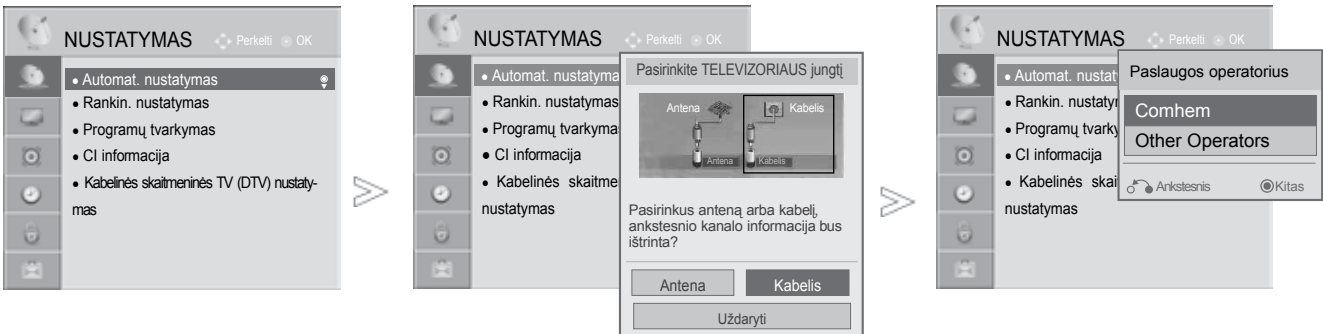 NUSTATYMAS Perkelti OK
• Automat. nustatymas
• Rankin. nustatymas
• Programų tvarkymas
• CI informacija
• Kabelinės skaitmeninės TV (DTV) nustaty-
mas
NUSTATYMAS Perkelti OK
• Automat. nustatyma
• Rankin. nustatymas
• Programų tvarkyma
• CI informacija
• Kabelinės skaitme
nustatymas
Pasirinkite TELEVIZORIAUS jungtį
Antena Kabelis
Antena Kabelis
Pasirinkus anteną arba kabelį,
ankstesnio kanalo informacija bus
ištrinta?
Antena Kabelis
Uždaryti
NUSTATYMAS Perkelti OK
• Automat. nustat
• Rankin. nustaty
• Programų tvarky
• CI informacija
• Kabelinės skai
nustatymas
Paslaugos operatorius
Comhem
Other Operators
Ankstesnis Kitas